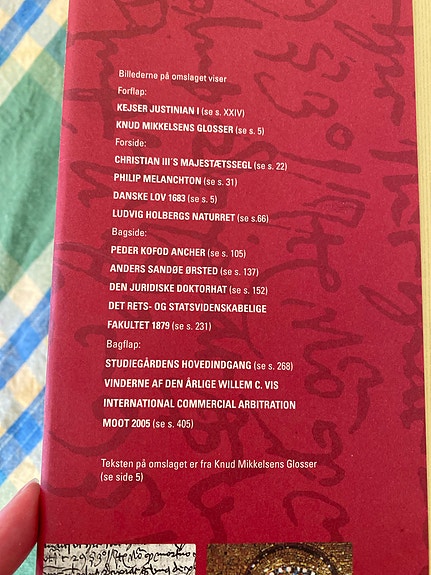 Billederne på omslaget viser
Forflap:
KEJSER JUSTINIAN I (se s. XXIV)
KNUD MIKKELSENS GLOSSER (se s. 5)
Forside:
CHRISTIAN III'S MAJESTÆTSSEGL (se s. 22)
PHILIP MELANCHTON (se s. 31)
DANSKE LOV 1683 (se s. 5)
LUDVIG HOLBERGS NATURRET (se s.66)
Bagside:
PEDER KOFOD ANCHER (se s. 105)
ANDERS SANDØE ØRSTED (se s. 137)
DEN JURIDISKE DOKTORHAT (se s. 152)
DET RETS- OG STATSVIDENSKABELIGE
FAKULTET 1879 (se s. 231)
Bagflap:
STUDIEGÅRDENS HOVEDINDGANG (se s. 268)
VINDERNE AF DEN ÅRLIGE WILLEM C. VIS
INTERNATIONAL COMMERCIAL ARBITRATION
MOOT 2005 (se s. 405)
Teksten på omslaget er fra Knud Mikkelsens Glosser
(se side 5)